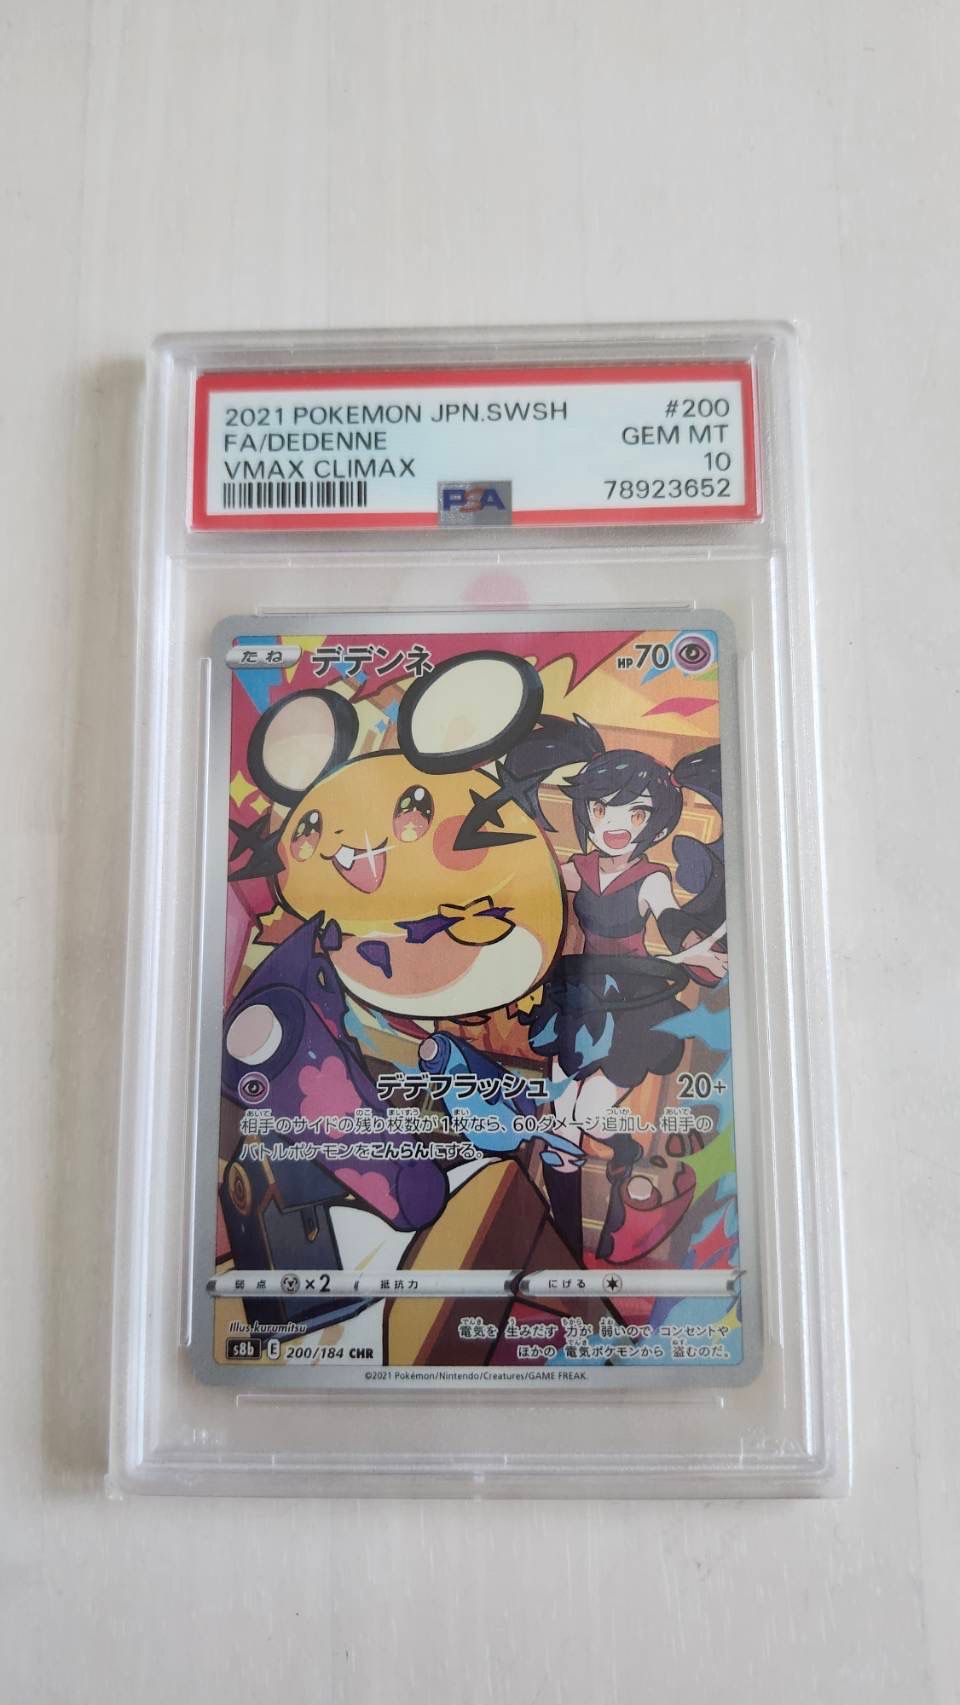 2021 POKEMON JPN.SWSH #200
FA/DEDENNE GEM MT
VMAX CLIMAX 10
PSA 78923652
たね デデンネ HP70
デデフラッシュ 20+
相手のサイドの残り枚数が1枚なら、60ダメージ追加し、相手の
バトルポケモンをこんらんにする。
弱点 ×2 抵抗力 にげる
Illus. kurumitsu
電気を生みだす力が弱いのでコンセントや
ほかの電気ポケモンから盗むのだ。
s8b E 200/184 CHR
©2021 Pokémon/Nintendo/Creatures/GAME FREAK.